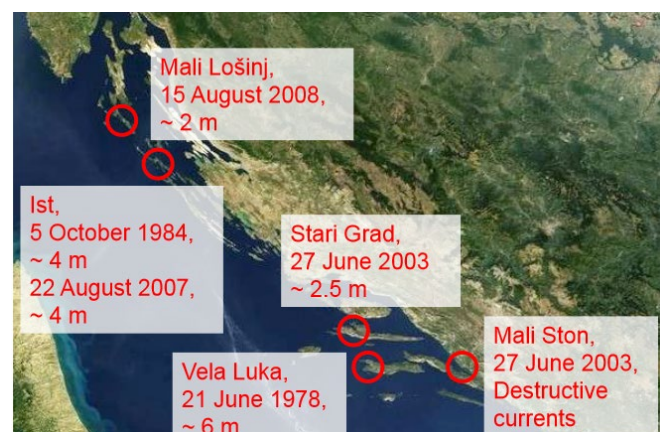 Mali Lošinj,
15 August 2008,
~ 2 m
Ist,
5 October 1984,
~ 4 m
22 August 2007,
~ 4 m
Stari Grad,
27 June 2003
~ 2.5 m
Vela Luka,
21 June 1978,
~ 6 m
Mali Ston,
27 June 2003,
Destructive
currents